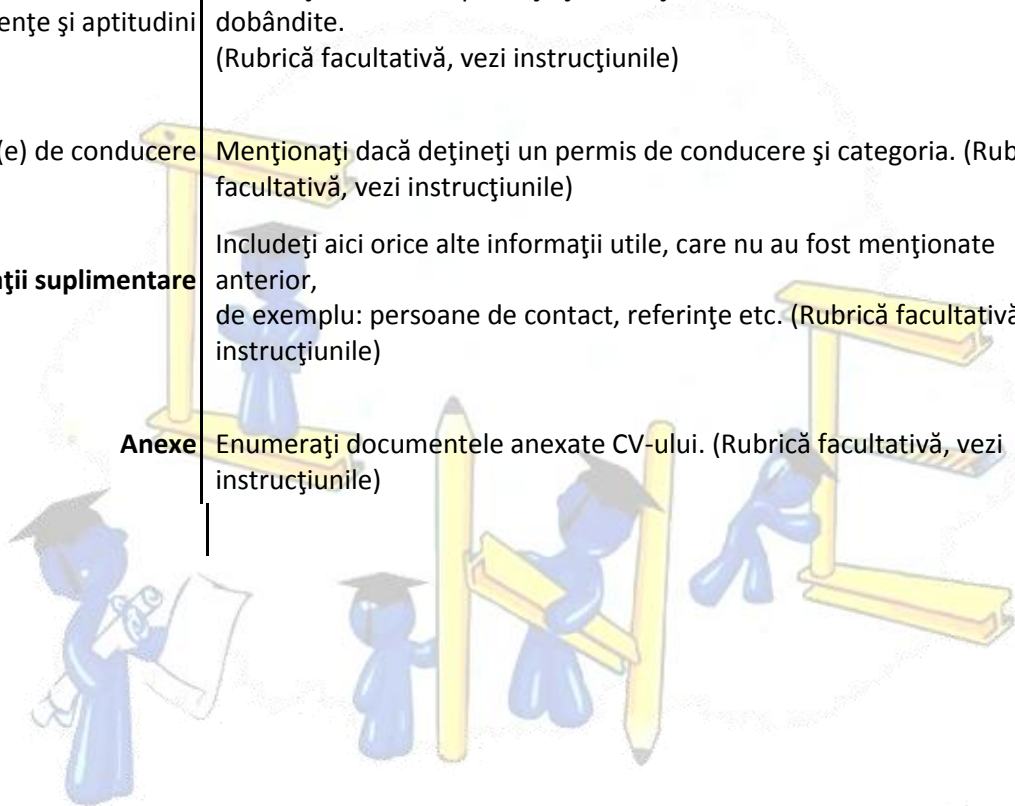 enţe şi aptitudini dobândite.
(Rubrică facultativă, vezi instrucţiunile)
(e) de conducere Menţionaţi dacă deţineţi un permis de conducere şi categoria. (Rub
facultativă, vezi instrucţiunile)
Includeţi aici orice alte informaţii utile, care nu au fost menţionate
ţii suplimentare anterior,
de exemplu: persoane de contact, referinţe etc. (Rubrică facultativă
instrucţiunile)
Anexe Enumeraţi documentele anexate CV-ului. (Rubrică facultativă, vezi
instrucţiunile)